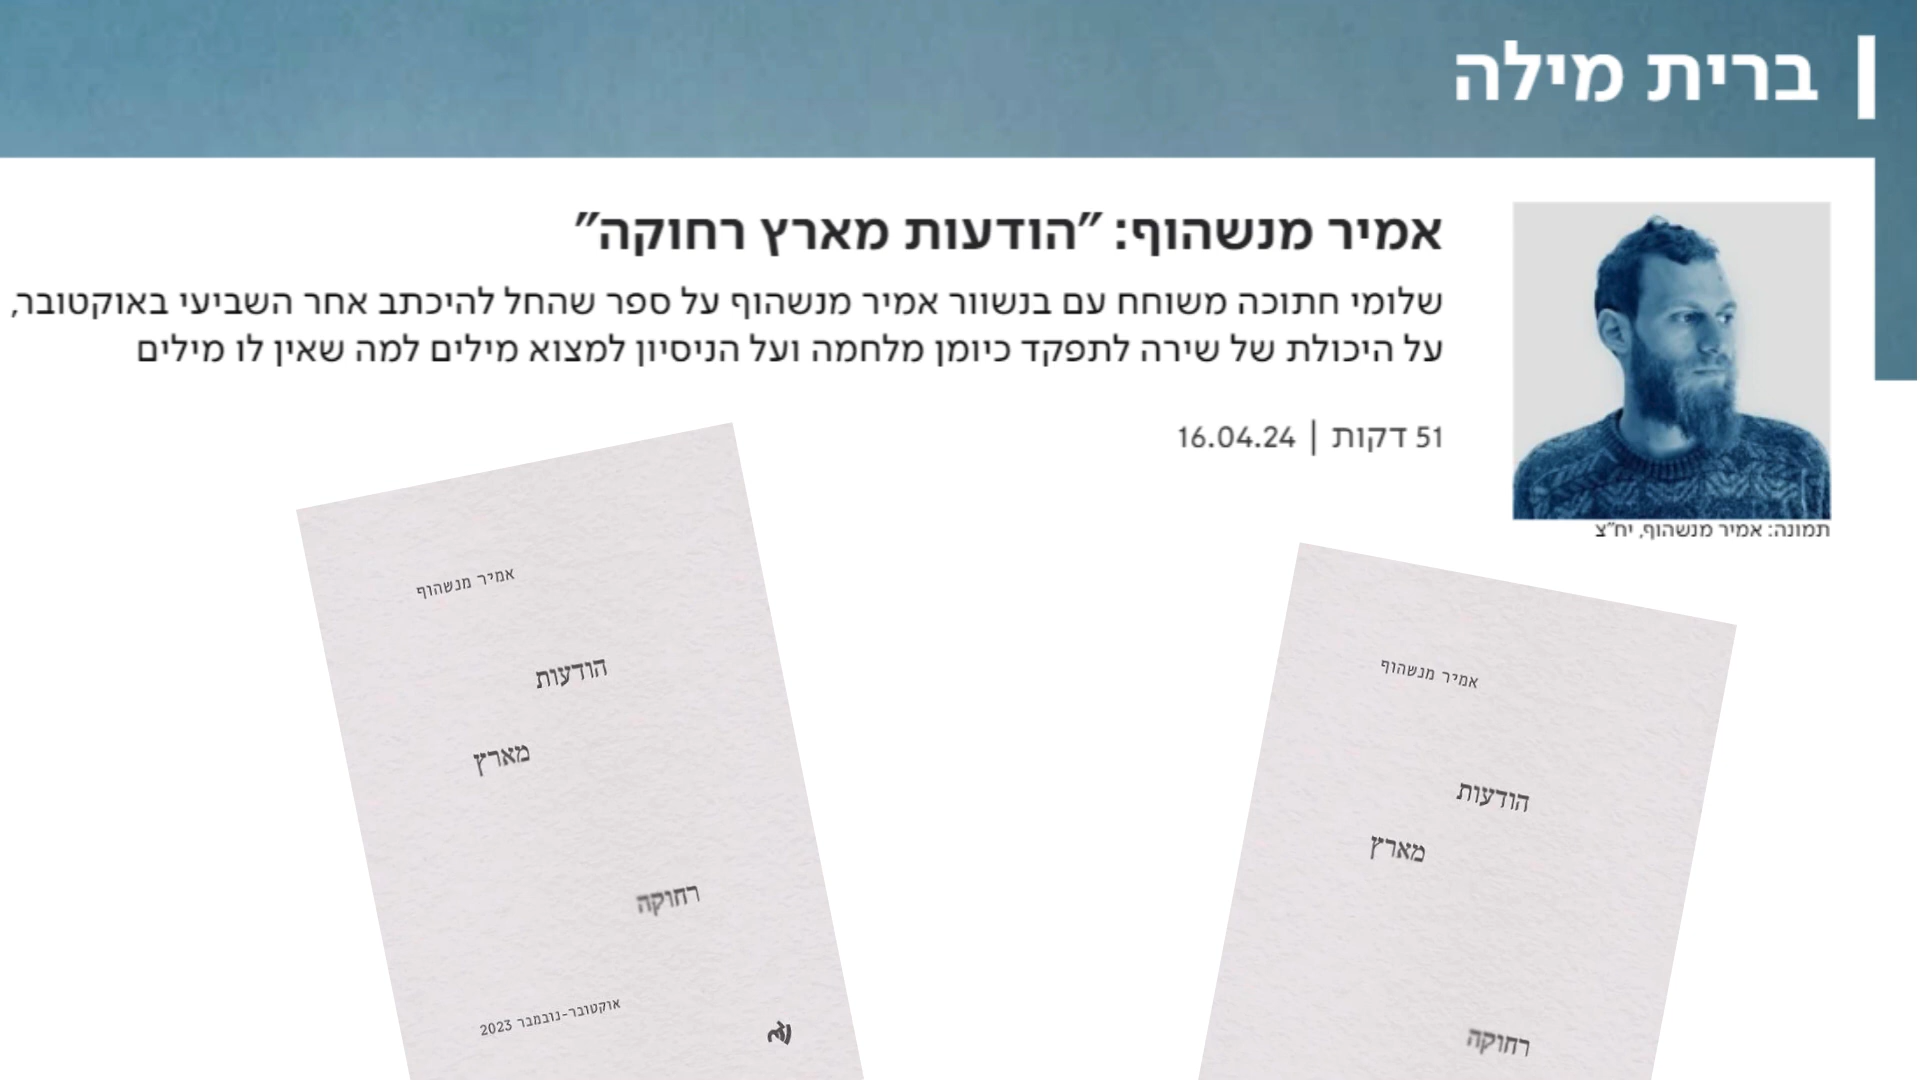 ברית מילה
אמיר מנשהוף: "הודעות מארץ רחוקה"
שלומי חתוכה משוחח עם בנשוור אמיר מנשהוף על ספר שהחל להיכתב אחר השביעי באוקטובר,
על היכולת של שירה לתפקד כיומן מלחמה ועל הניסיון למצוא מילים למה שאין לו מילים
51 דקות | 16.04.24
תמונה: אמיר מנשהוף, יח"צ
אמיר מנשהוף
הודעות
מארץ
רחוקה
אמיר מנשהוף
הודעות
מארץ
רחוקה
אוקטובר-נובמבר 2023